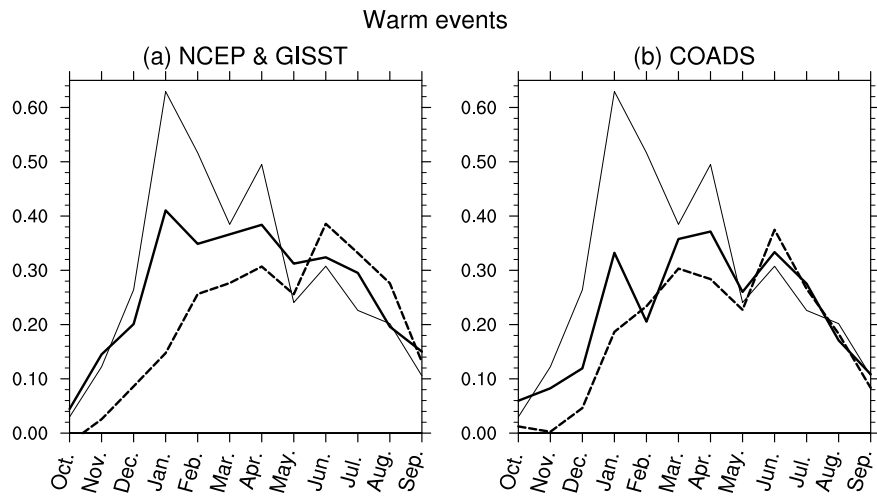 Warm events
(a) NCEP & GISST
(b) COADS
0.60
0.50
0.40
0.30
0.20
0.10
0.00
Oct.
Nov.
Dec.
Jan.
Feb.
Mar.
Apr.
May.
Jun.
Jul.
Aug.
Sep.
0.60
0.50
0.40
0.30
0.20
0.10
0.00
Oct.
Nov.
Dec.
Jan.
Feb.
Mar.
Apr.
May.
Jun.
Jul.
Aug.
Sep.